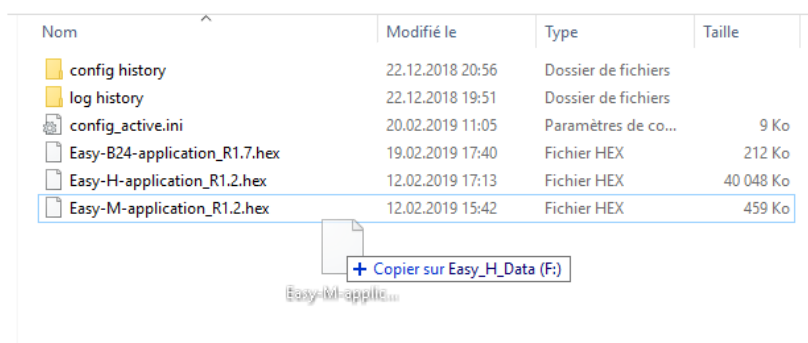 Nom Modifié le Type Taille
config history 22.12.2018 20:56 Dossier de fichiers
log history 22.12.2018 19:51 Dossier de fichiers
config_active.ini 20.02.2019 11:05 Paramètres de co... 9 Ko
Easy-B24-application_R1.7.hex 19.02.2019 17:40 Fichier HEX 212 Ko
Easy-H-application_R1.2.hex 12.02.2019 17:13 Fichier HEX 40 048 Ko
Easy-M-application_R1.2.hex 12.02.2019 15:42 Fichier HEX 459 Ko
+ Copier sur Easy_H_Data (F:)
Easy-M-applic...